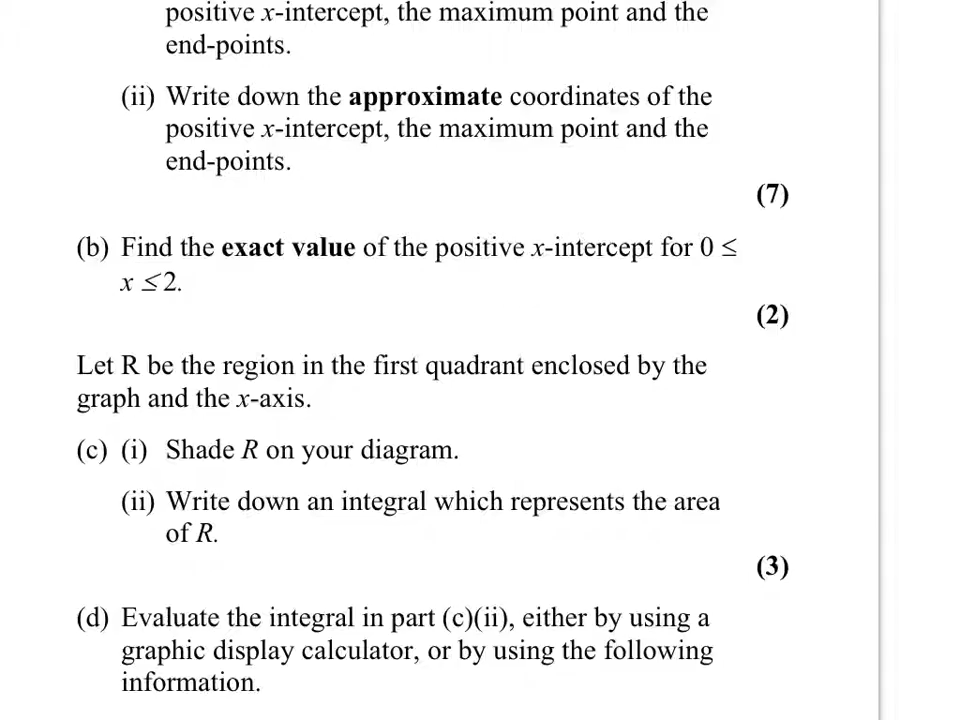 positive x-intercept, the maximum point and the
end-points.
(ii) Write down the approximate coordinates of the
positive x-intercept, the maximum point and the
end-points.
(7)
(b) Find the exact value of the positive x-intercept for 0 ≤
x ≤2.
(2)
Let R be the region in the first quadrant enclosed by the
graph and the x-axis.
(c) (i) Shade R on your diagram.
(ii) Write down an integral which represents the area
of R.
(3)
(d) Evaluate the integral in part (c)(ii), either by using a
graphic display calculator, or by using the following
information.